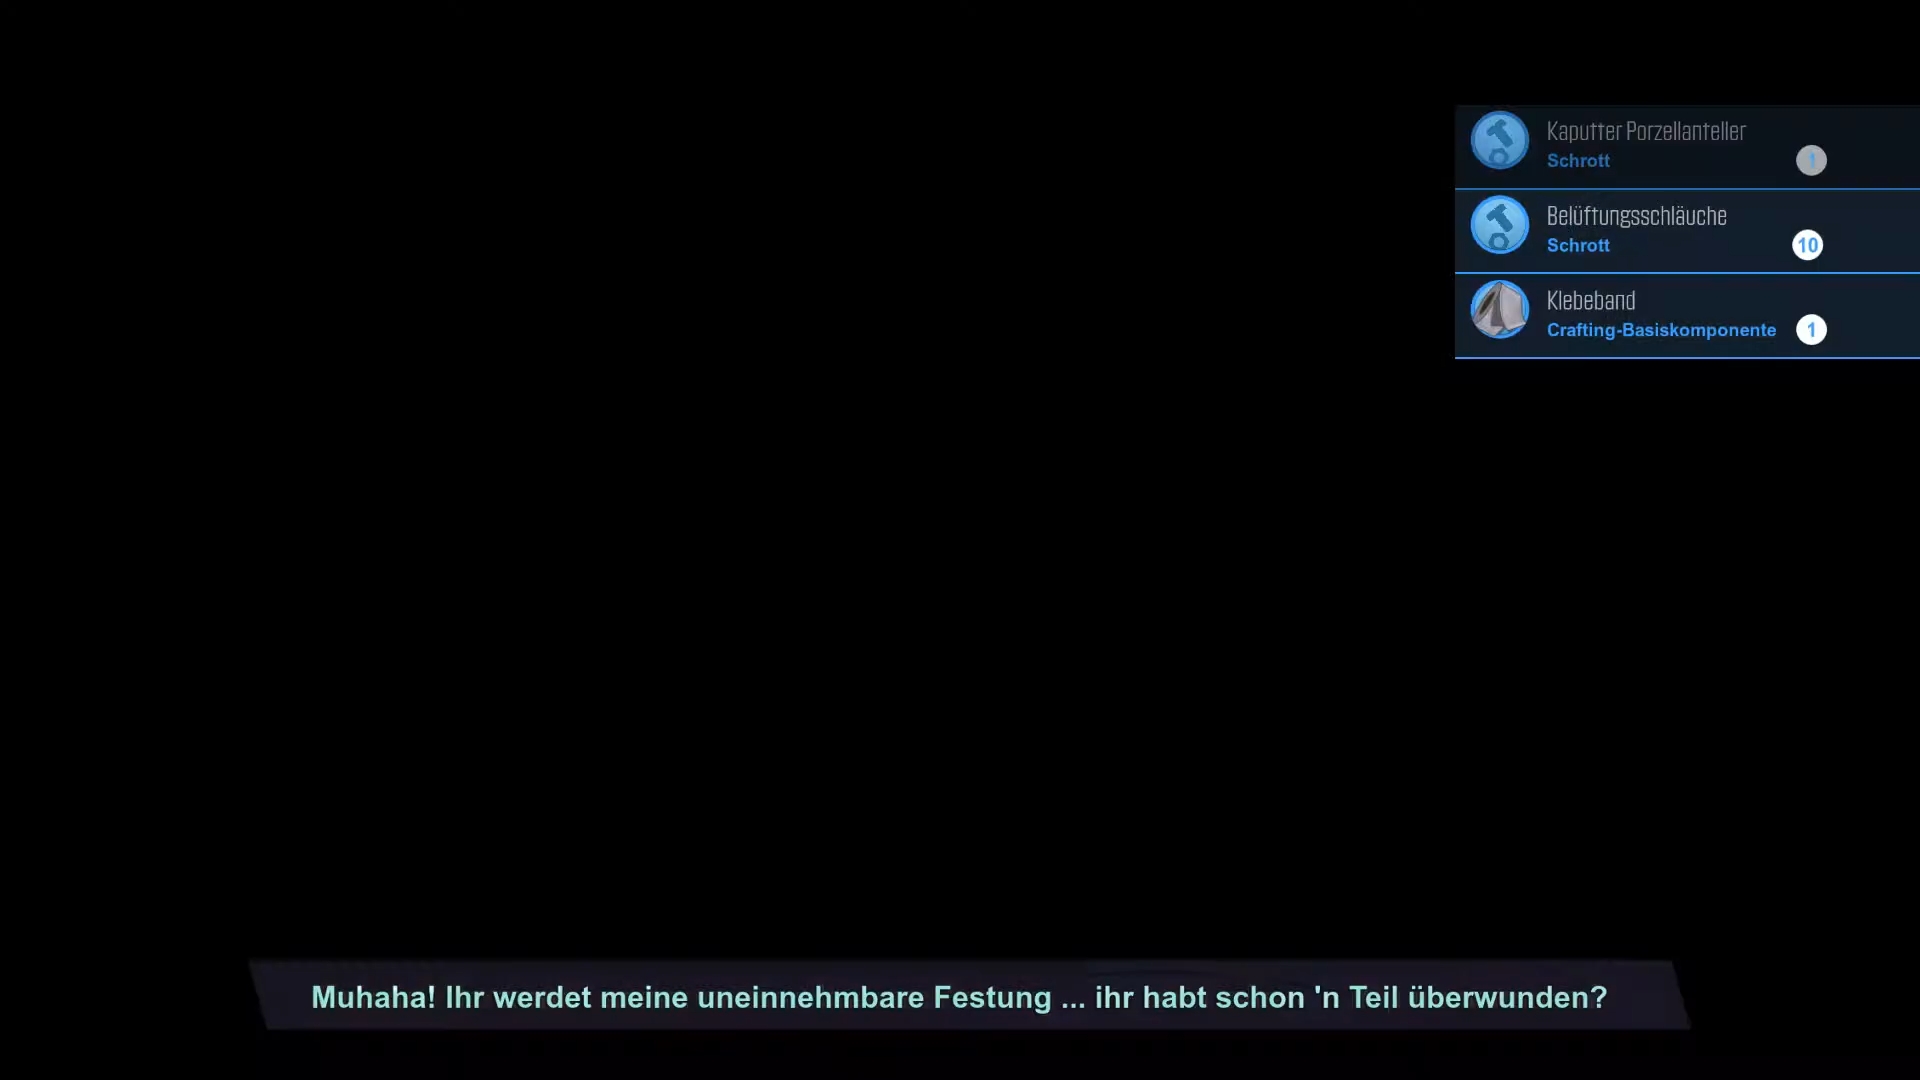 Kaputter Porzellanteller
Schrott
1
Belüftungsschläuche
Schrott
10
Klebeband
Crafting-Basiskomponente
1
Muhaha! Ihr werdet meine uneinnehmbare Festung ... ihr habt schon 'n Teil überwunden?